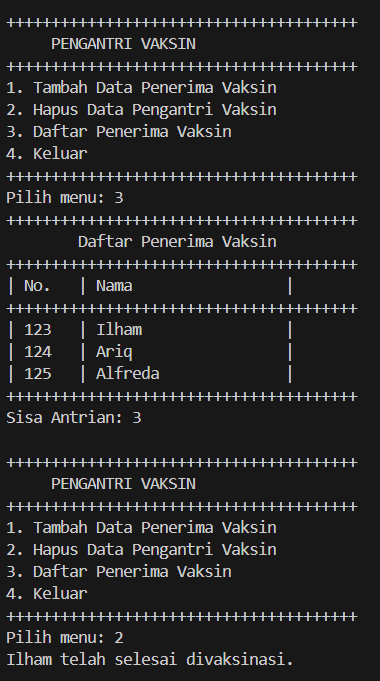 +++++++++++++++++++++++++++++++++++++++
PENGANTRI VAKSIN
+++++++++++++++++++++++++++++++++++++++
1. Tambah Data Penerima Vaksin
2. Hapus Data Pengantri Vaksin
3. Daftar Penerima Vaksin
4. Keluar
+++++++++++++++++++++++++++++++++++++++
Pilih menu: 3
+++++++++++++++++++++++++++++++++++++++
Daftar Penerima Vaksin
+++++++++++++++++++++++++++++++++++++++
| No.   | Nama                 |
+++++++++++++++++++++++++++++++++++++++
| 123   | Ilham                |
| 124   | Ariq                 |
| 125   | Alfreda              |
+++++++++++++++++++++++++++++++++++++++
Sisa Antrian: 3
+++++++++++++++++++++++++++++++++++++++
PENGANTRI VAKSIN
+++++++++++++++++++++++++++++++++++++++
1. Tambah Data Penerima Vaksin
2. Hapus Data Pengantri Vaksin
3. Daftar Penerima Vaksin
4. Keluar
+++++++++++++++++++++++++++++++++++++++
Pilih menu: 2
Ilham telah selesai divaksinasi.